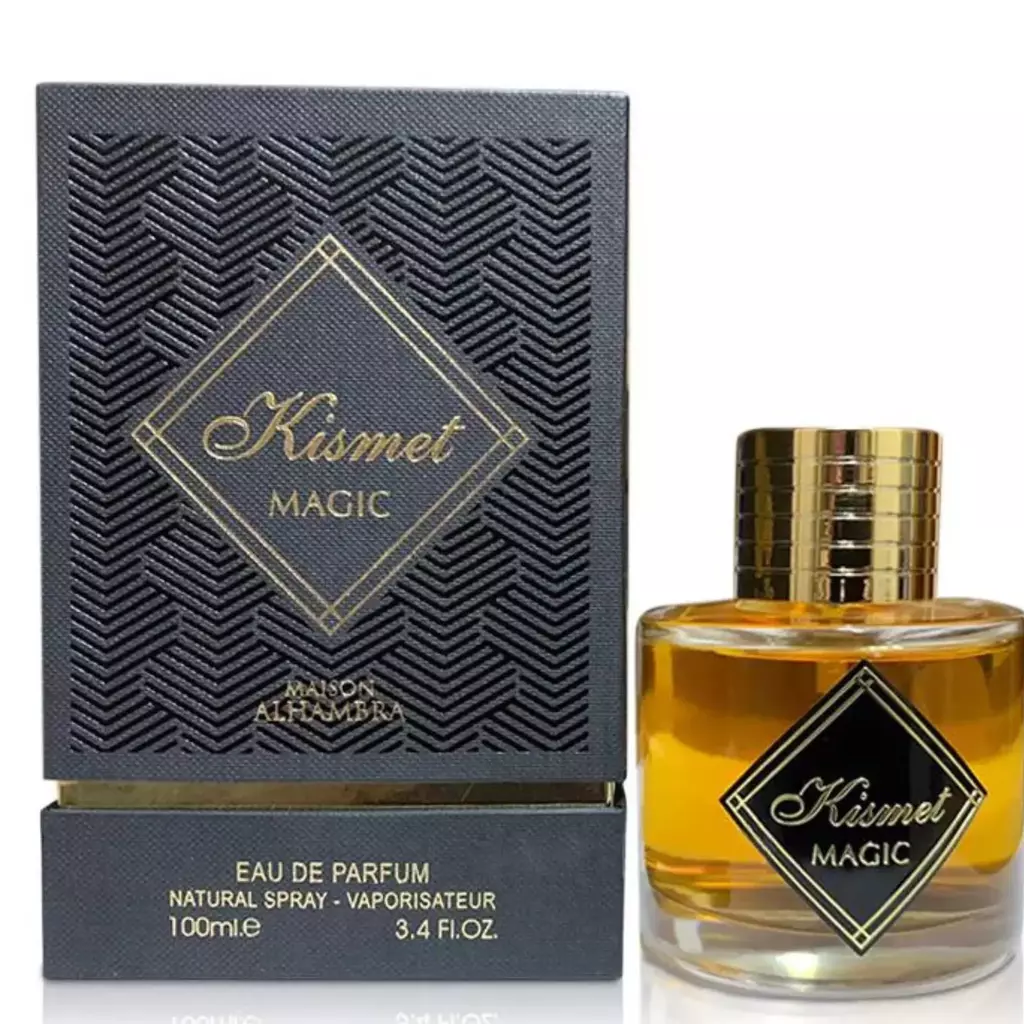 Kismet
MAGIC
MAISON
ALHAMBRA
EAU DE PARFUM
NATURAL SPRAY - VAPORISATEUR
100ml.e 3.4 Fl.OZ.
Kismet
MAGIC